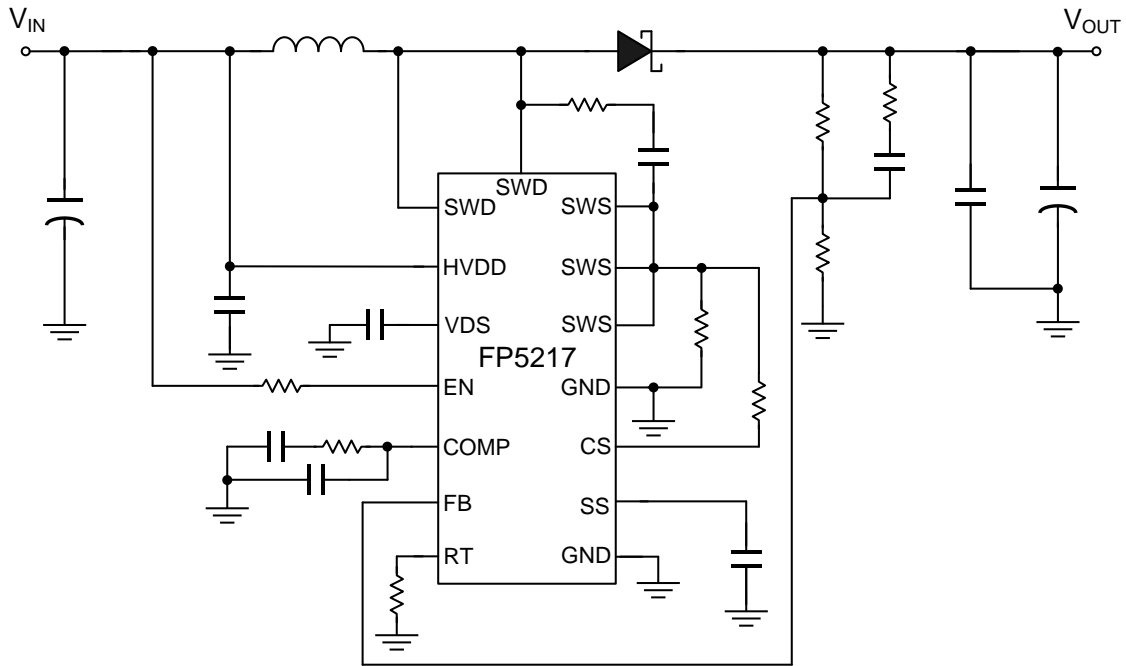 VIN
VOUT
SWD
SWD
SWS
HVDD
SWS
VDS
SWS
FP5217
EN
GND
COMP
CS
FB
SS
RT
GND